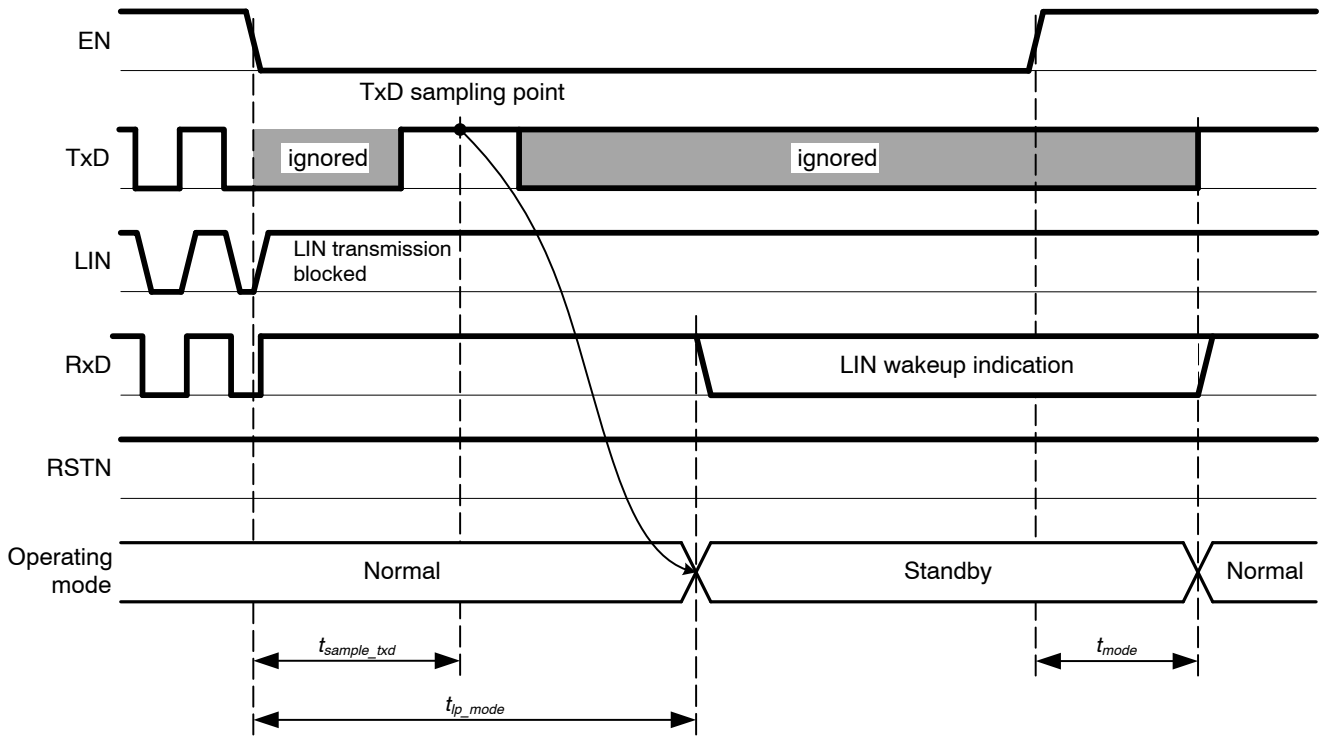 EN
TxD sampling point
TxD
ignored
ignored
LIN
LIN transmission
blocked
RxD
LIN wakeup indication
RSTN
Operating
mode
Normal
Standby
Normal
tsample_txd
tmode
tlp_mode